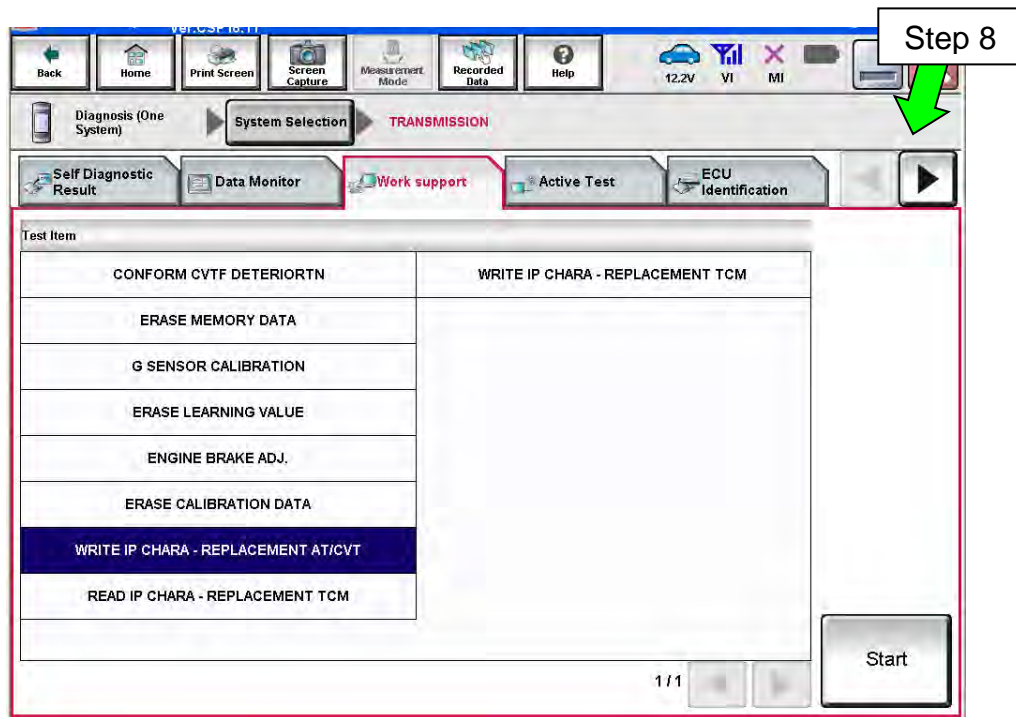 Ver.CSP16.11
Step 8
Back
Home
Print Screen
Screen
Capture
Measurement
Mode
Recorded
Data
Help
12.2V
VI
MI
Diagnosis (One
System)
System Selection
TRANSMISSION
Self Diagnostic
Result
Data Monitor
Work support
Active Test
ECU
Identification
Test Item
CONFORM CVTF DETERIORTN
WRITE IP CHARA - REPLACEMENT TCM
ERASE MEMORY DATA
G SENSOR CALIBRATION
ERASE LEARNING VALUE
ENGINE BRAKE ADJ.
ERASE CALIBRATION DATA
WRITE IP CHARA - REPLACEMENT AT/CVT
READ IP CHARA - REPLACEMENT TCM
1/1
Start